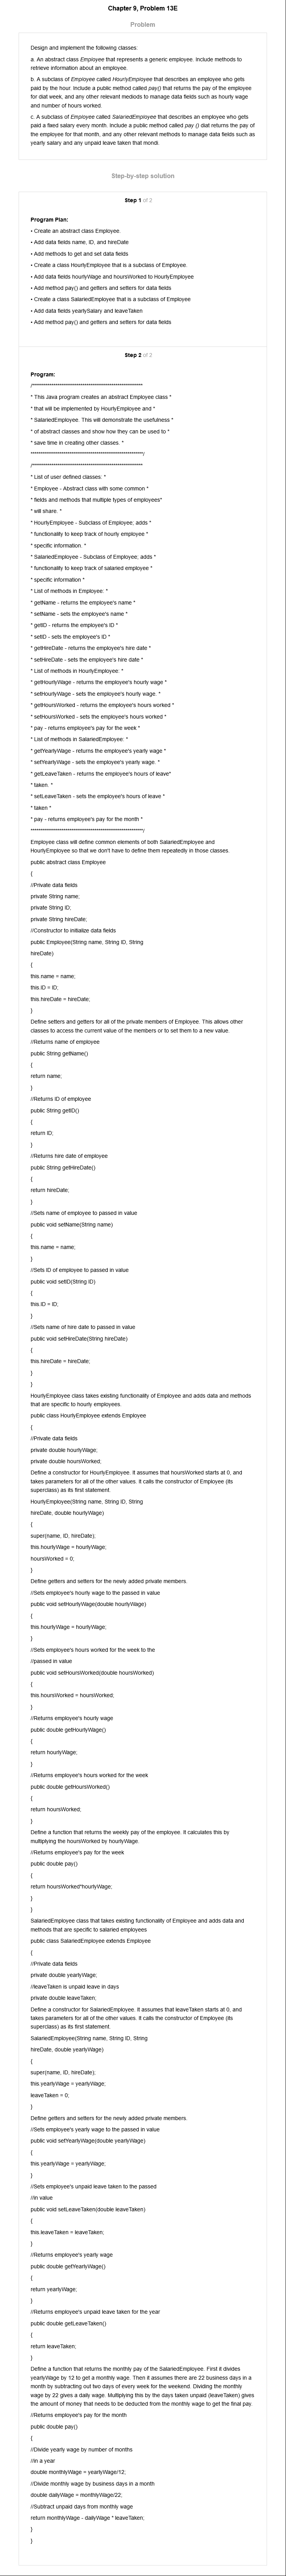 Chapter 9, Problem 13E
Problem
Design and implement the following classes:
a. An abstract class Employee that represents a generic employee. Include methods to
retrieve information about an employee.
b. A subclass of Employee called HourlyEmployee that describes an employee who gets
paid by the hour. Include a public method called pay() that returns the pay of the employee
for dial week, and any other relevant medods to manage data fields such as hourly wage
and number of hours worked.
c. A subclass of Employee called SalariedEmployee that describes an employee who gets
paid a fixed salary every month. Include a public method called pay () dial returns the pay of
the employee for that month, and any other relevant methods to manage data fields such as
yearly salary and any unpaid leave taken that mondi.
Step-by-step solution
Step 1 of 2
Program Plan:
• Create an abstract class Employee.
• Add data fields name, ID, and hireDate
• Add methods to get and set data fields
• Create a class HourlyEmployee that is a subclass of Employee.
• Add data fields hourlyWage and hoursWorked to HourlyEmployee
• Add method pay() and getters and setters for data fields
• Create a class SalariedEmployee that is a subclass of Employee
• Add data fields yearlySalary and leaveTaken
• Add method pay() and getters and setters for data fields
Step 2 of 2
Program:
/******************************************************
* This Java program creates an abstract Employee class *
* that will be implemented by HourlyEmployee and *
* SalariedEmployee. This will demonstrate the usefulness *
* of abstract classes and show how they can be used to *
* save time in creating other classes. *
******************************************************/
/******************************************************
* List of user defined classes: *
* Employee - Abstract class with some common *
* fields and methods that multiple types of employees*
* will share. *
* HourlyEmployee - Subclass of Employee; adds *
* functionality to keep track of hourly employee *
* specific information. *
* SalariedEmployee - Subclass of Employee; adds *
* functionality to keep track of salaried employee *
* specific information *
* List of methods in Employee: *
* getName - returns the employee's name *
* setName - sets the employee's name *
* getID - returns the employee's ID *
* setID - sets the employee's ID *
* getHireDate - returns the employee's hire date *
* setHireDate - sets the employee's hire date *
* List of methods in HourlyEmployee: *
* getHourlyWage - returns the employee's hourly wage *
* setHourlyWage - sets the employee's hourly wage. *
* getHoursWorked - returns the employee's hours worked *
* setHoursWorked - sets the employee's hours worked *
* pay - returns employee's pay for the week *
* List of methods in SalariedEmployee: *
* getYearlyWage - returns the employee's yearly wage *
* setYearlyWage - sets the employee's yearly wage. *
* getLeaveTaken - returns the employee's hours of leave*
* taken. *
* setLeaveTaken - sets the employee's hours of leave *
* taken *
* pay - returns employee's pay for the month *
******************************************************/
Employee class will define common elements of both SalariedEmployee and
HourlyEmployee so that we don't have to define them repeatedly in those classes.
public abstract class Employee
{
//Private data fields
private String name;
private String ID;
private String hireDate;
//Constructor to initialize data fields
public Employee(String name, String ID, String
hireDate)
{
this.name = name;
this.ID = ID;
this.hireDate = hireDate;
}
Define setters and getters for all of the private members of Employee. This allows other
classes to access the current value of the members or to set them to a new value.
//Returns name of employee
public String getName()
{
return name;
}
//Returns ID of employee
public String getID()
{
return ID;
}
//Returns hire date of employee
public String getHireDate()
{
return hireDate;
}
//Sets name of employee to passed in value
public void setName(String name)
{
this.name = name;
}
//Sets ID of employee to passed in value
public void setID(String ID)
{
this.ID = ID;
}
//Sets name of hire date to passed in value
public void setHireDate(String hireDate)
{
this.hireDate = hireDate;
}
}
HourlyEmployee class takes existing functionality of Employee and adds data and methods
that are specific to hourly employees.
public class HourlyEmployee extends Employee
{
//Private data fields
private double hourlyWage;
private double hoursWorked;
Define a constructor for HourlyEmployee. It assumes that hoursWorked starts at 0, and
takes parameters for all of the other values. It calls the constructor of Employee (its
superclass) as its first statement.
HourlyEmployee(String name, String ID, String
hireDate, double hourlyWage)
{
super(name, ID, hireDate);
this.hourlyWage = hourlyWage;
hoursWorked = 0;
}
Define getters and setters for the newly added private members.
//Sets employee's hourly wage to the passed in value
public void setHourlyWage(double hourlyWage)
{
this.hourlyWage = hourlyWage;
}
//Sets employee's hours worked for the week to the
//passed in value
public void setHoursWorked(double hoursWorked)
{
this.hoursWorked = hoursWorked;
}
//Returns employee's hourly wage
public double getHourlyWage()
{
return hourlyWage;
}
//Returns employee's hours worked for the week
public double getHoursWorked()
{
return hoursWorked;
}
Define a function that returns the weekly pay of the employee. It calculates this by
multiplying the hoursWorked by hourlyWage.
//Returns employee's pay for the week
public double pay()
{
return hoursWorked*hourlyWage;
}
}
SalariedEmployee class that takes existing functionality of Employee and adds data and
methods that are specific to salaried employees
public class SalariedEmployee extends Employee
{
//Private data fields
private double yearlyWage;
//leaveTaken is unpaid leave in days
private double leaveTaken;
Define a constructor for SalariedEmployee. It assumes that leaveTaken starts at 0, and
takes parameters for all of the other values. It calls the constructor of Employee (its
superclass) as its first statement.
SalariedEmployee(String name, String ID, String
hireDate, double yearlyWage)
{
super(name, ID, hireDate);
this.yearlyWage = yearlyWage;
leaveTaken = 0;
}
Define getters and setters for the newly added private members
//Sets employee's yearly wage to the passed in value
public void setYearlyWage(double yearlyWage)
{
this.yearlyWage = yearlyWage;
}
//Sets employee's unpaid leave taken to the passed
//in value
public void setLeaveTaken(double leaveTaken)
{
this.leaveTaken = leaveTaken;
}
//Returns employee's yearly wage
public double getYearlyWage()
{
return yearlyWage;
}
//Returns employee's unpaid leave taken for the year
public double getLeaveTaken()
{
return leaveTaken;
}
Define a function that returns the monthly pay of the SalariedEmployee. First it divides
yearlyWage by 12 to get a monthly wage. Then it assumes there are 22 business days in a
month by subtracting out two days of every week for the weekend. Dividing the monthly
wage by 22 gives a daily wage. Multiplying this by the days taken unpaid (leaveTaken) gives
the amount of money that needs to be deducted from the monthly wage to get the final pay
//Returns employee's pay for the month
public double pay()
{
//Divide yearly wage by number of months
//in a year
double monthlyWage = yearlyWage/12;
//Divide monthly wage by business days in a month
double dailyWage = monthlyWage/22;
//Subtract unpaid days from monthly wage
return monthlyWage - dailyWage * leaveTaken;
}
}